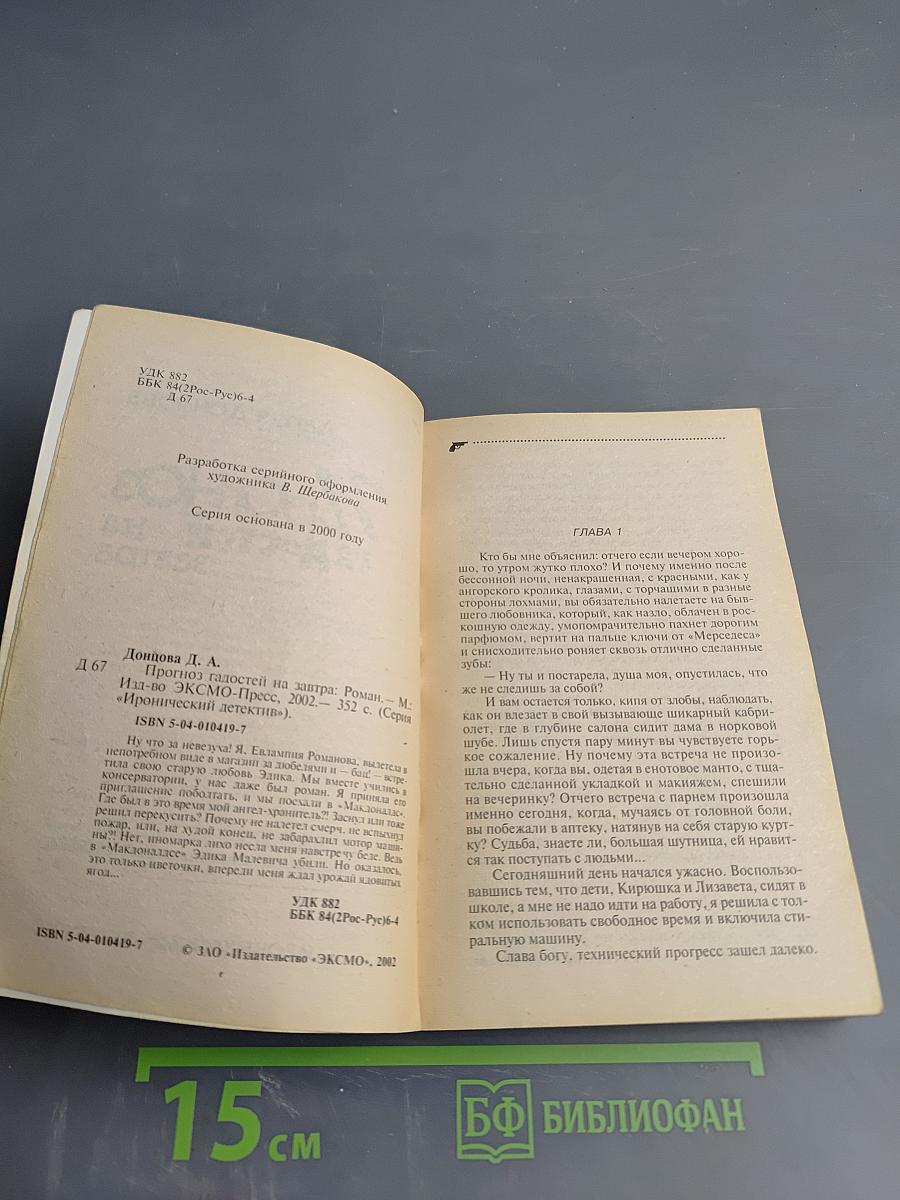 УДК 882
ББК 84(2Рос-Рус)6-4
Д 67
Разработка серийного оформления
художника В. Щербакова
Серия основана в 2000 году
Донцова Д. А.
Д 67
Прогноз гадостей на завтра: Роман. — М.:
Изд-во ЭКСМО-Пресс, 2002.— 352 с. (Серия
«Иронический детектив»).
ISBN 5-04-010419-7
Ну что за невезуха! Я, Евлампия Романова, вылетела в
непотребном виде в магазин за дюбелями и — бац! — встре-
тила свою старую любовь Эдика. Мы вместе учились в
консерватории, у нас даже был роман. Я приняла его
приглашение поболтать, и мы поехали в «Макдоналдс».
Где был в это время мой ангел-хранитель?! Заснул или тоже
решил перекусить? Почему не налетел смерч, не вспыхнул
пожар, или, на худой конец, не забарахлил мотор маши-
ны?! Нет, иномарка лихо несла меня навстречу беде. Ведь
в «Макдоналдсе» Эдика Малевича убили. Но оказалось,
это только цветочки, впереди меня ждал урожай ядовитых
ягод...
УДК 882
ББК 84(2Рос-Рус)6-4
ISBN 5-04-010419-7
© ЗАО «Издательство «ЭКСМО», 2002
ГЛАВА 1
Кто бы мне объяснил: отчего если вечером хоро-
шо, то утром жутко плохо? И почему именно после
бессонной ночи, ненакрашенная, с красными, как у
ангорского кролика, глазами, с торчащими в разные
стороны лохмами, вы обязательно налетаете на быв-
шего любовника, который, как назло, облачен в рос-
кошную одежду, умопомрачительно пахнет дорогим
парфюмом, вертит на пальце ключи от «Мерседеса»
и снисходительно роняет сквозь отлично сделанные
зубы:
— Ну ты и постарела, душа моя, опустилась, что
же не следишь за собой?
И вам остается только, кипя от злобы, наблюдать,
как он влезает в свой вызывающе шикарный кабри-
олет, где в глубине салона сидит дама в норковой
шубе. Лишь спустя пару минут вы чувствуете горь-
кое сожаление. Ну почему эта встреча не произо-
шла вчера, когда вы, одетая в енотовое манто, с тща-
тельно сделанной укладкой и макияжем, спешили
на вечеринку? Отчего встреча с парнем произошла
именно сегодня, когда, мучаясь от головной боли,
вы побежали в аптеку, натянув на себя старую курт-
ку? Судьба, знаете ли, большая шутница, ей нравит-
ся так поступать с людьми...
Сегодняшний день начался ужасно. Воспользо-
вавшись тем, что дети, Кирюшка и Лизавета, сидят в
школе, а мне не надо идти на работу, я решила с тол-
ком использовать свободное время и включила сти-
ральную машину.
Слава богу, технический прогресс зашел далеко.
15 см
БФ БИБЛИОФАН